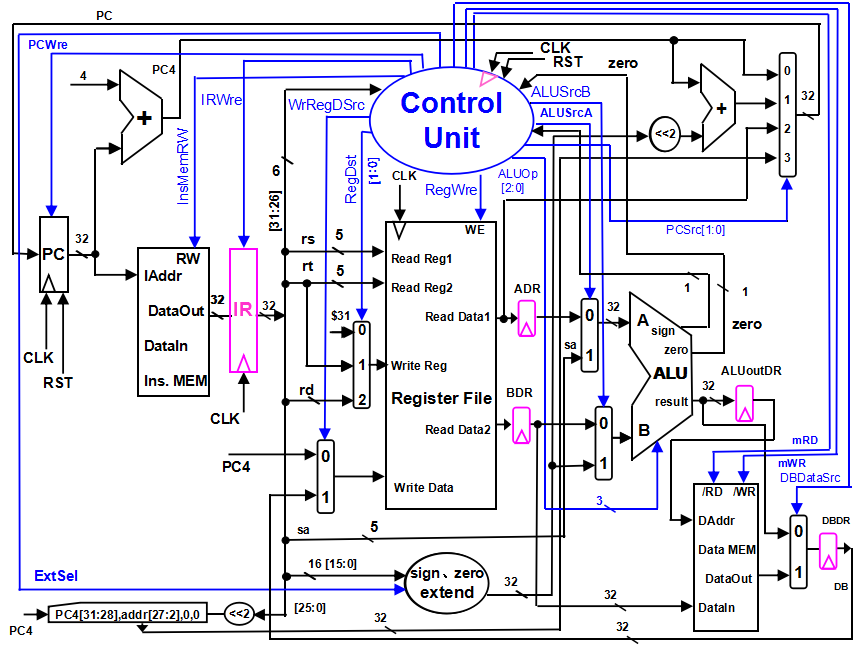 PC
PCWre
CLK
RST
zero
4
PC4
IRWre
WrRegDSrc
Control
Unit
ALUSrcB
ALUSrcA
+
+
<<2
0
1
2
3
32
InsMemRW
6
[31:26]
RegDst
[1:0]
CLK
RegWre
ALUOp
[2:0]
PCSrc[1:0]
PC
32
CLK
RST
RW
IAddr
DataOut
DataIn
Ins. MEM
32
IR
32
CLK
rs
5
rt
5
$31
0
1
2
rd
WE
Read Reg1
Read Reg2
Read Data1
Write Reg
Register File
Read Data2
Write Data
ADR
BDR
sa
0
1
32
A
sign
zero
ALU
result
B
1
1
zero
0
1
32
ALUoutDR
PC4
0
1
mRD
mWR
DBDataSrc
3
/RD
/WR
DAddr
Data MEM
DataOut
DataIn
0
1
DBDR
DB
sa
5
ExtSel
16 [15:0]
sign、zero
extend
32
32
PC4
PC4[31:28],addr[27:2],0,0
<<2
[25:0]
32
32